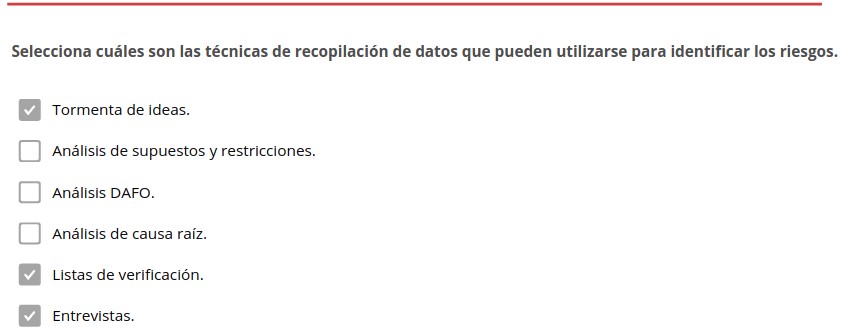 Selecciona cuáles son las técnicas de recopilación de datos que pueden utilizarse para identificar los riesgos.
Tormenta de ideas.
Análisis de supuestos y restricciones.
Análisis DAFO.
Análisis de causa raíz.
Listas de verificación.
Entrevistas.